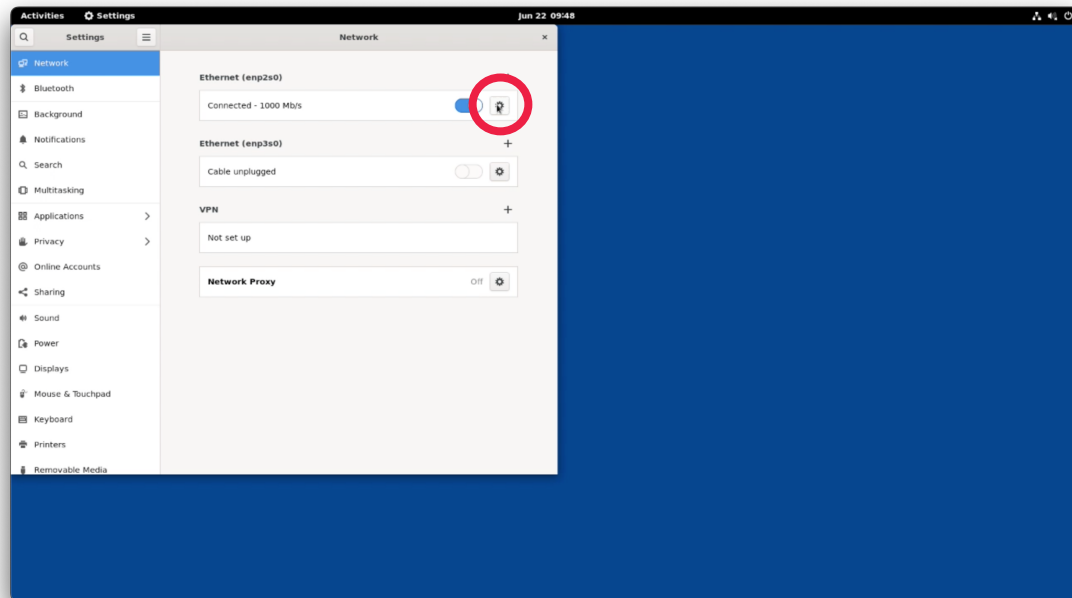 Activities Settings Jun 22 09:48
Settings Network
Network
Bluetooth
Background
Notifications
Search
Multitasking
Applications
Privacy
Online Accounts
Sharing
Sound
Power
Displays
Mouse & Touchpad
Keyboard
Printers
Removable Media
Ethernet (enp2s0)
Connected - 1000 Mb/s
Ethernet (enp3s0)
Cable unplugged
VPN
Not set up
Network Proxy Off